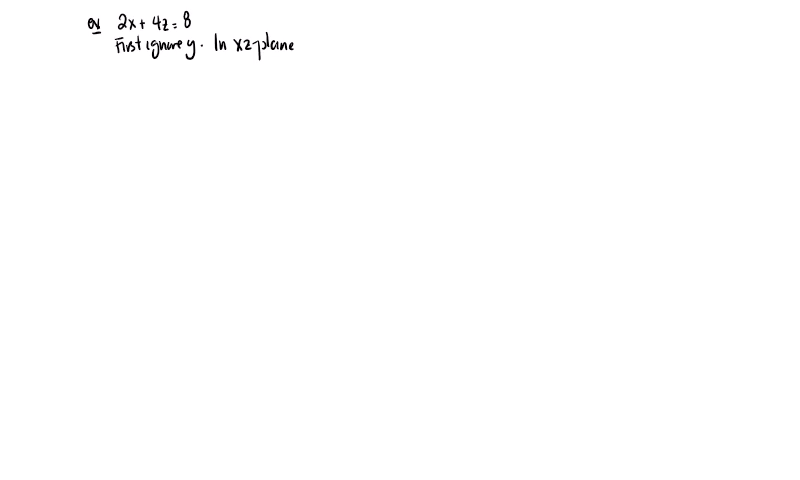 ex 2x + 4z = 8
First ignore y. In xz-plane